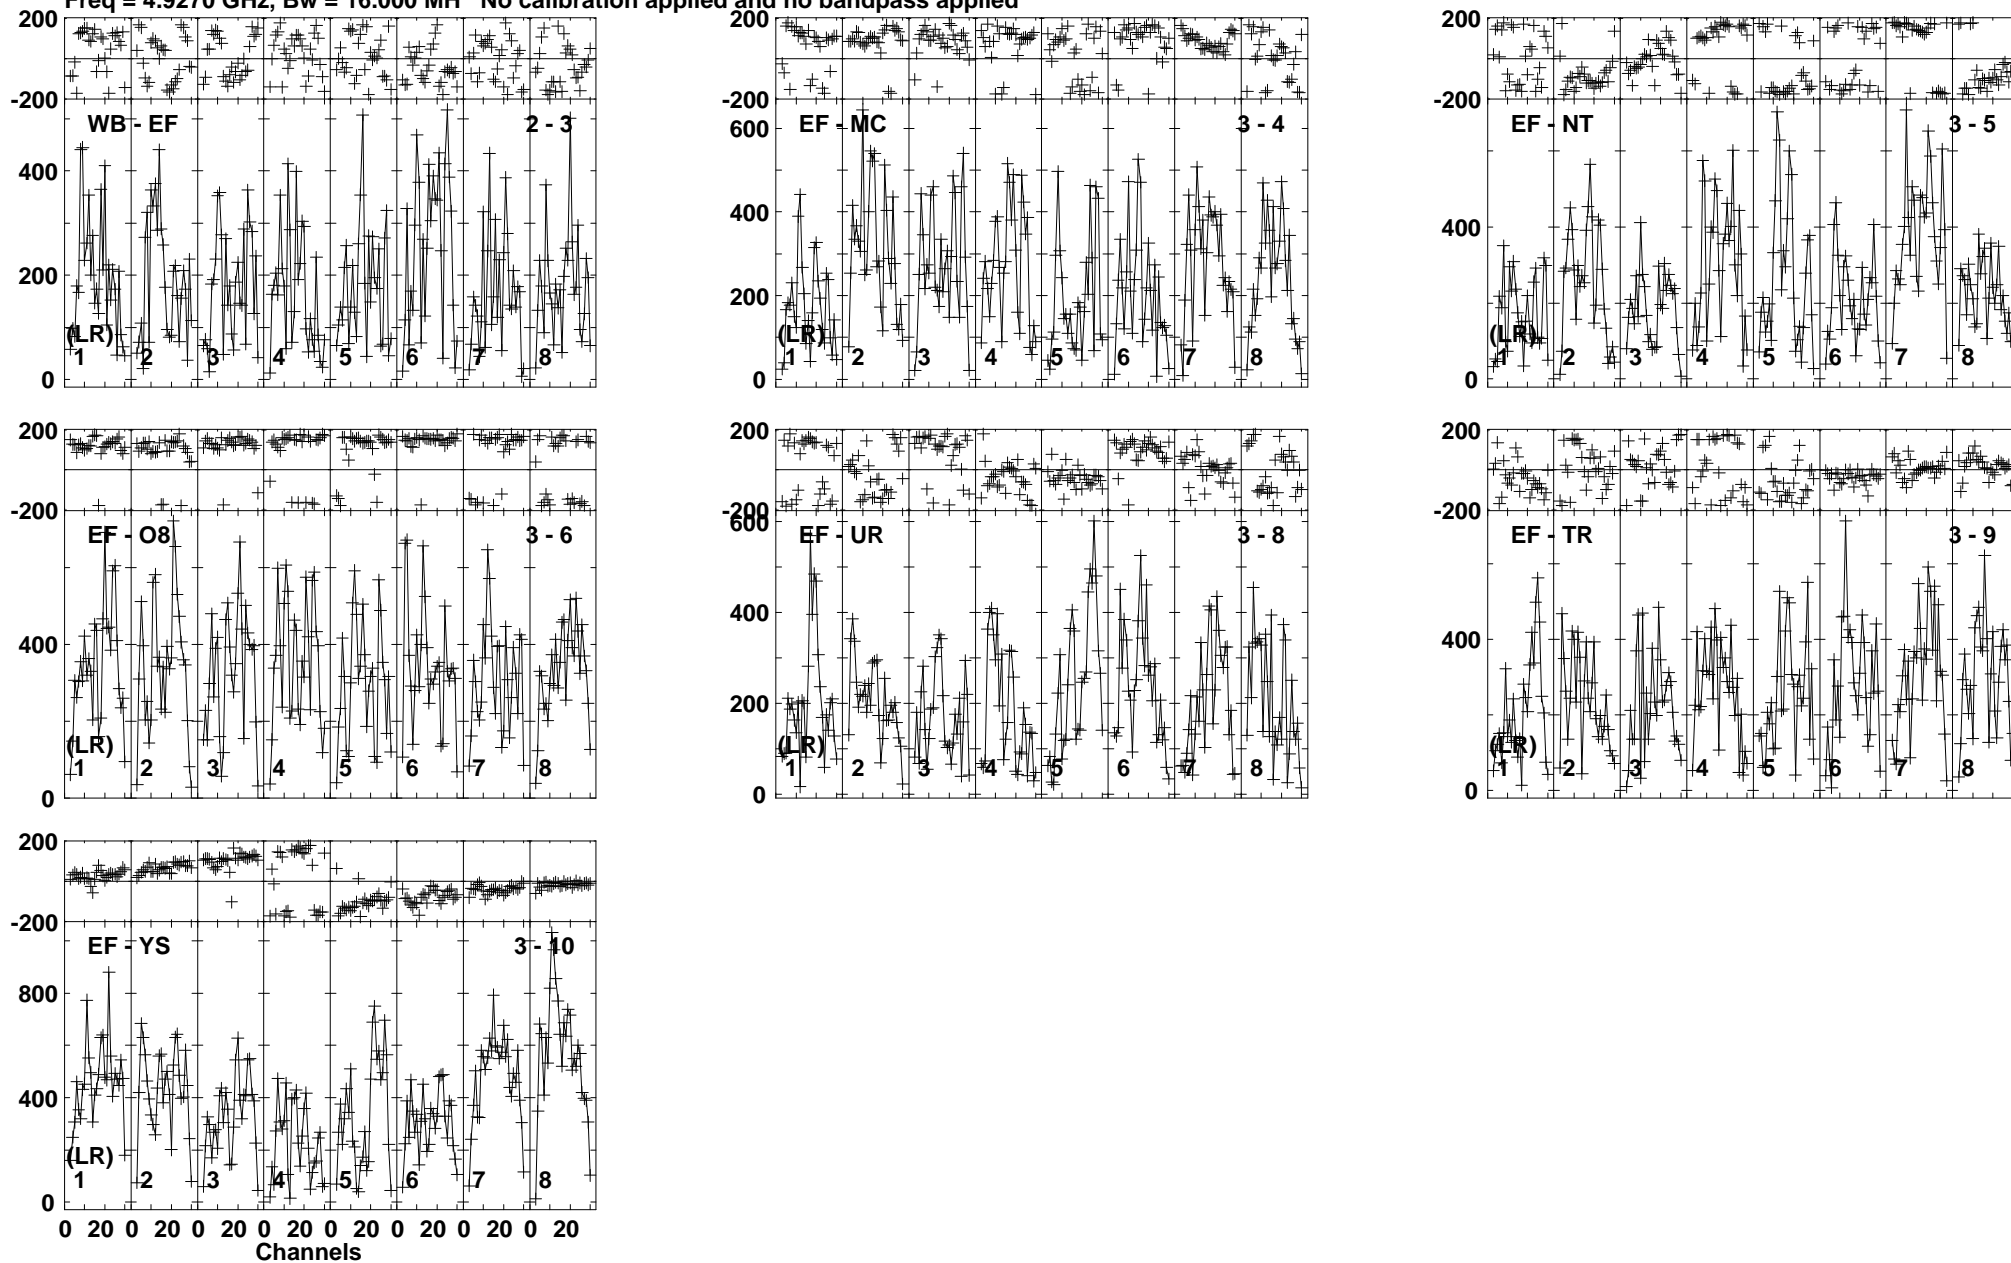 Freq = 4.9270 GHz, Bw = 16.000 MH No calibration applied and no bandpass applied
200 200 200
-200 -200 -200
WB - EF 2 - 3 EF - MC 3 - 4 EF - NT 3 - 5
600
400 400 400
200 200
(LR) (LR) (LR)
1 2 3 4 5 6 7 8 1 2 3 4 5 6 7 8 1 2 3 4 5 6 7 8
0 0 0
200 200 200
-200 -200 -200
600
EF - O8 3 - 6 EF - UR 3 - 8 EF - TR 3 - 9
400 400 400
200
(LR) (LR) (LR)
1 2 3 4 5 6 7 8 1 2 3 4 5 6 7 8 1 2 3 4 5 6 7 8
0 0 0
200
-200
EF - YS 3 - 10
800
400
(LR)
1 2 3 4 5 6 7 8
0
0 20 0 20 0 20 0 20 0 20 0 20 0 20 0 20
Channels